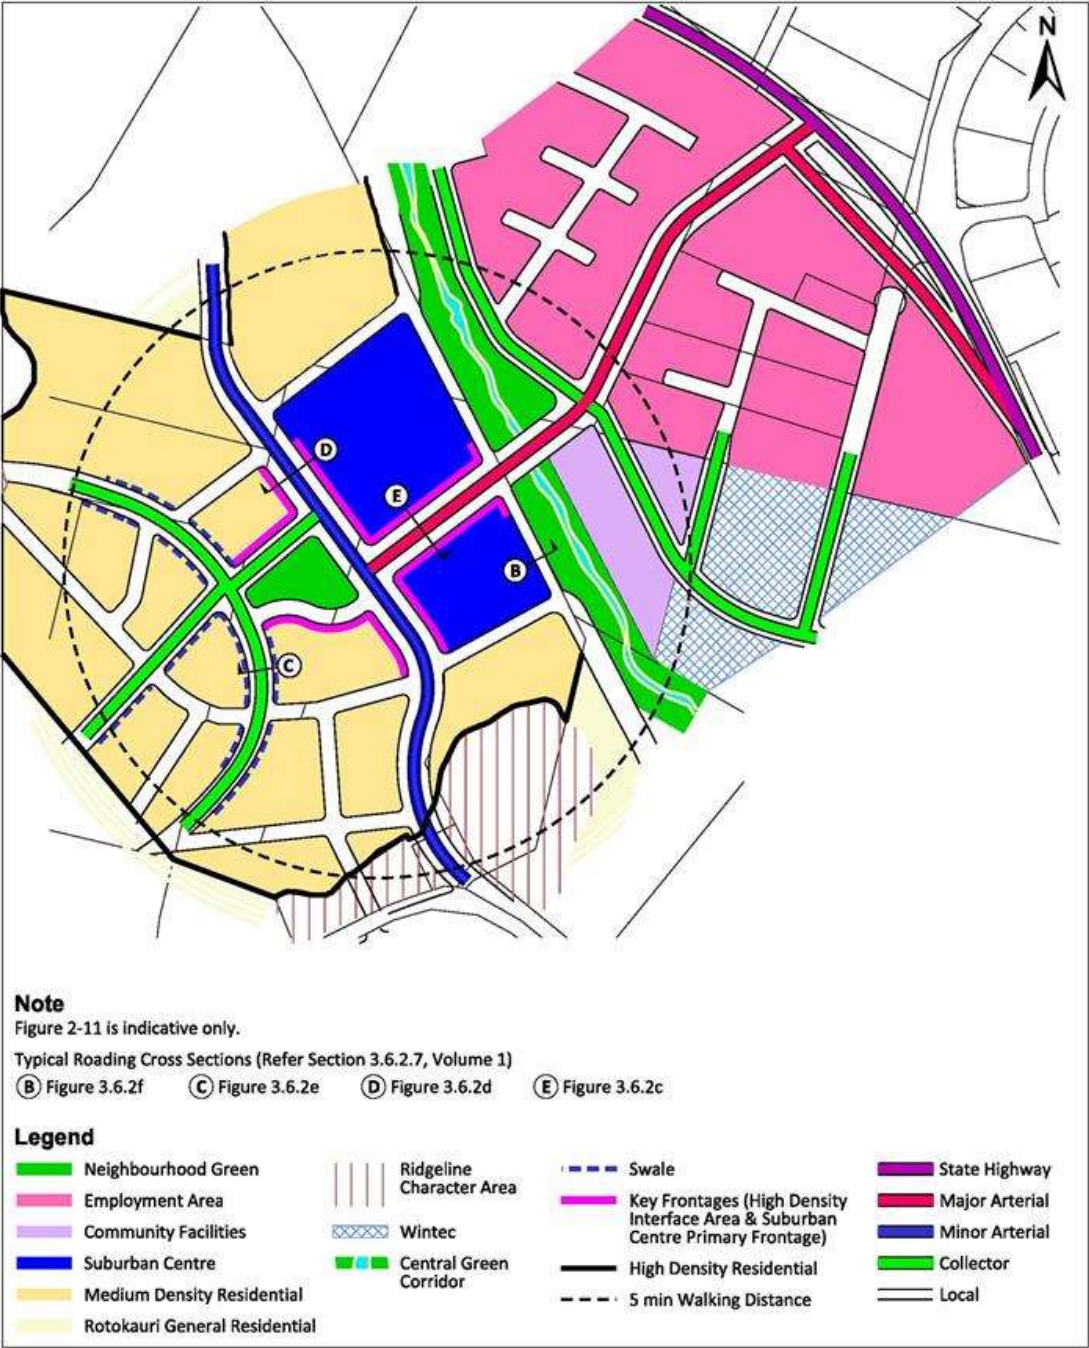 N
D
E
B
C
Note
Figure 2-11 is indicative only.
Typical Roading Cross Sections (Refer Section 3.6.2.7, Volume 1)
B Figure 3.6.2f C Figure 3.6.2e D Figure 3.6.2d E Figure 3.6.2c
Legend
Neighbourhood Green
Employment Area
Community Facilities
Suburban Centre
Medium Density Residential
Rotokauri General Residential
Ridgeline
Character Area
Wintec
Central Green
Corridor
Swale
Key Frontages (High Density
Interface Area & Suburban
Centre Primary Frontage)
High Density Residential
5 min Walking Distance
State Highway
Major Arterial
Minor Arterial
Collector
Local